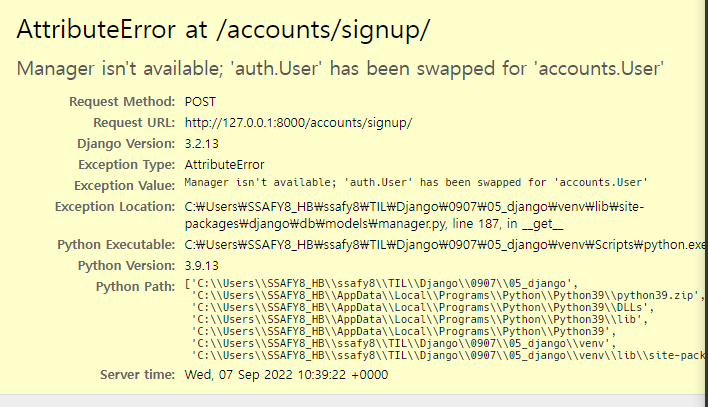 AttributeError at /accounts/signup/
Manager isn't available; 'auth.User' has been swapped for 'accounts.User'
Request Method: POST
Request URL: http://127.0.0.1:8000/accounts/signup/
Django Version: 3.2.13
Exception Type: AttributeError
Exception Value: Manager isn't available; 'auth.User' has been swapped for 'accounts.User'
Exception Location: C:₩Users₩SSAFY8_HB₩ssafy8₩TIL₩Django₩0907₩05_django₩venv₩lib₩site-
packages₩django₩db₩models₩manager.py, line 187, in __get__
Python Executable: C:₩Users₩SSAFY8_HB₩ssafy8₩TIL₩Django₩0907₩05_django₩venv₩Scripts₩python.exe
Python Version: 3.9.13
Python Path: ['C:\\Users\\SSAFY8_HB\\ssafy8\\TIL\\Django\\0907\\05_django',
'C:\\Users\\SSAFY8_HB\\AppData\\Local\\Programs\\Python\\Python39\\python39.zip',
'C:\\Users\\SSAFY8_HB\\AppData\\Local\\Programs\\Python\\Python39\\DLLs',
'C:\\Users\\SSAFY8_HB\\AppData\\Local\\Programs\\Python\\Python39\\lib',
'C:\\Users\\SSAFY8_HB\\AppData\\Local\\Programs\\Python\\Python39',
'C:\\Users\\SSAFY8_HB\\ssafy8\\TIL\\Django\\0907\\05_django\\venv',
'C:\\Users\\SSAFY8_HB\\ssafy8\\TIL\\Django\\0907\\05_django\\venv\\lib\\site-pack
Server time: Wed, 07 Sep 2022 10:39:22 +0000